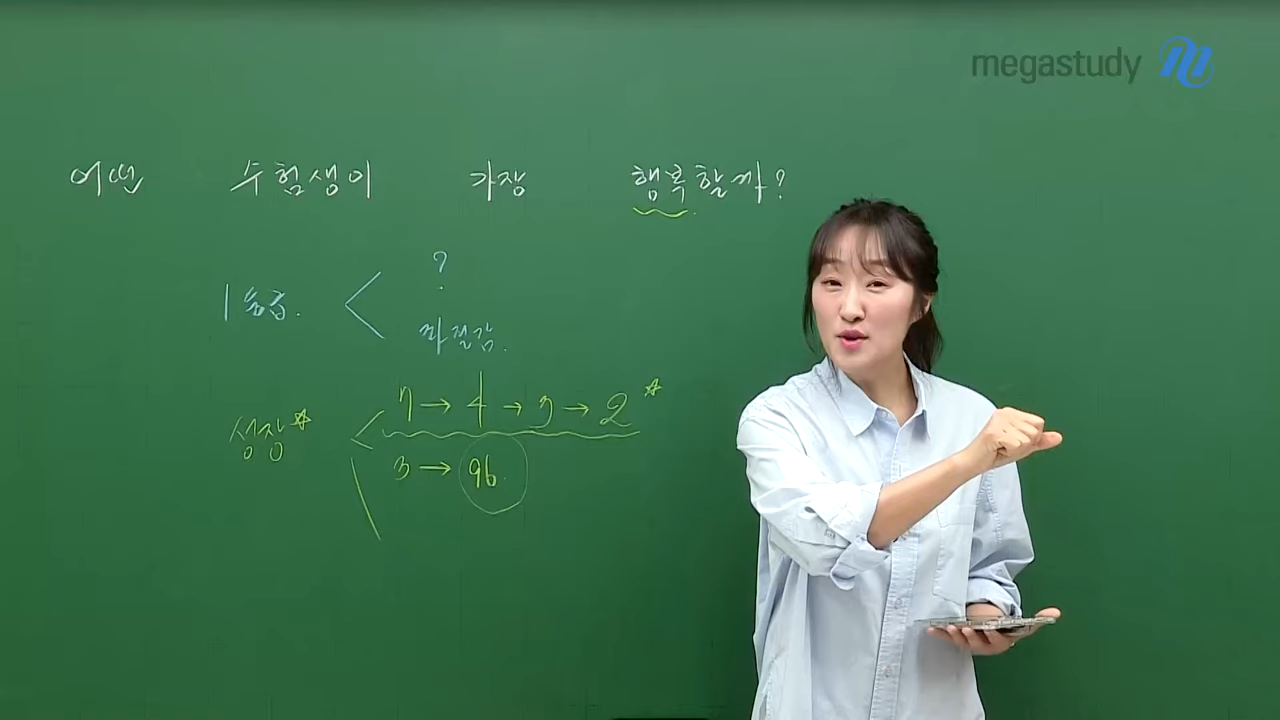 megastudy
어떤 수험생이 가장 행복할까?
1등급. < ?
좌절감.
성장☆ < 7 → 4 → 3 → 2 ☆
3 → 96.